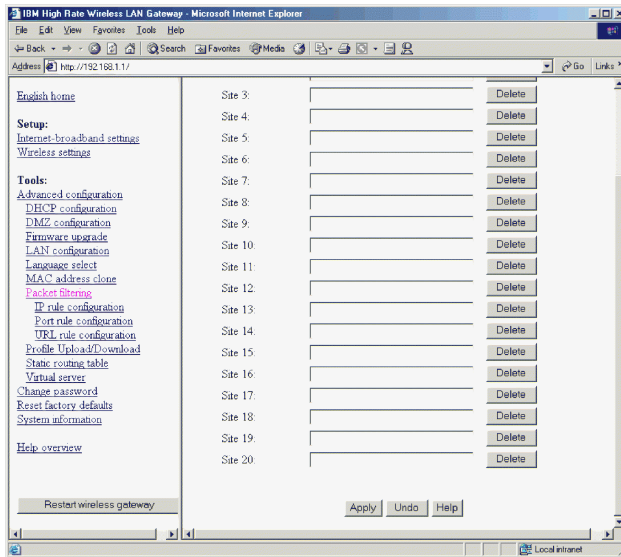 IBM High Rate Wireless LAN Gateway - Microsoft Internet Explorer
File Edit View Favorites Tools Help
Back Search Favorites Media
Address http://192.168.1.1/ Go Links
English home
Setup:
Internet-broadband settings
Wireless settings
Tools:
Advanced configuration
DHCP configuration
DMZ configuration
Firmware upgrade
LAN configuration
Language select
MAC address clone
Packet filtering
IP rule configuration
Port rule configuration
URL rule configuration
Profile Upload/Download
Static routing table
Virtual server
Change password
Reset factory defaults
System information
Help overview
Restart wireless gateway
Site 3: Delete
Site 4: Delete
Site 5: Delete
Site 6: Delete
Site 7: Delete
Site 8: Delete
Site 9: Delete
Site 10: Delete
Site 11: Delete
Site 12: Delete
Site 13: Delete
Site 14: Delete
Site 15: Delete
Site 16: Delete
Site 17: Delete
Site 18: Delete
Site 19: Delete
Site 20: Delete
Apply Undo Help
Local intranet